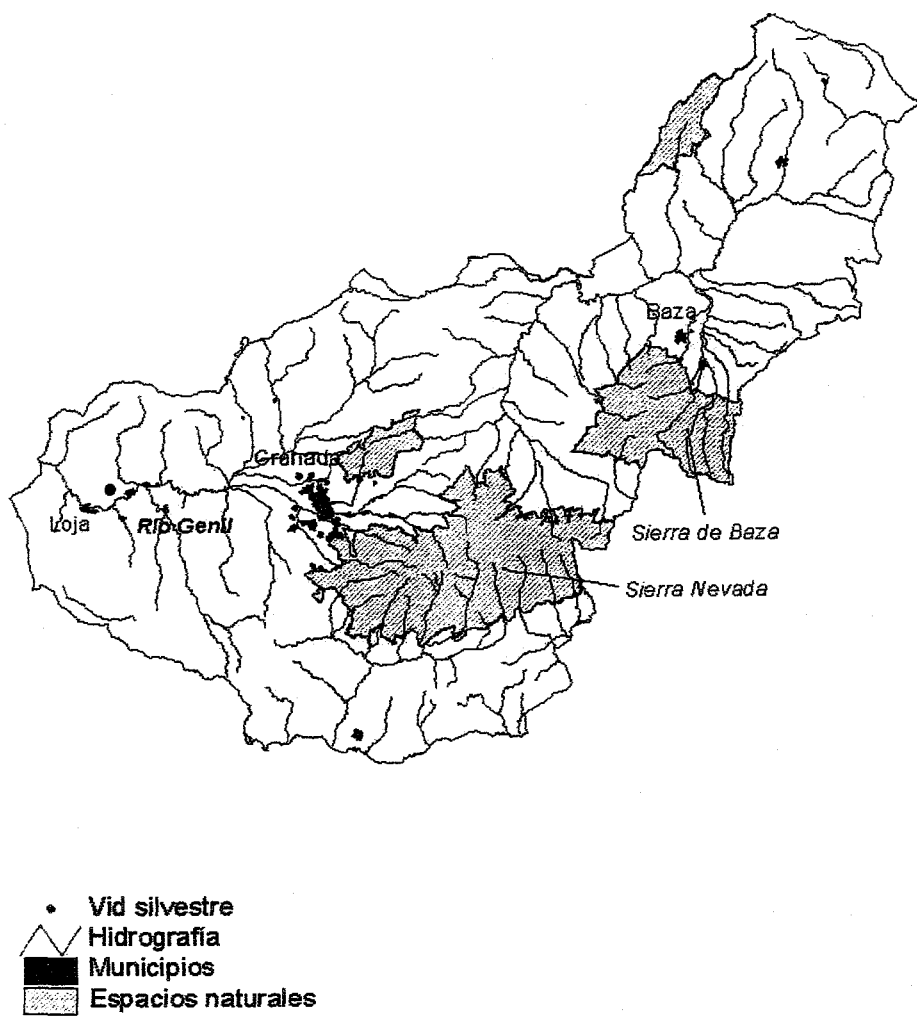 Baza
Granada
Loja
Río Genil
Sierra de Baza
Sierra Nevada
Vid silvestre
Hidrografía
Municipios
Espacios naturales